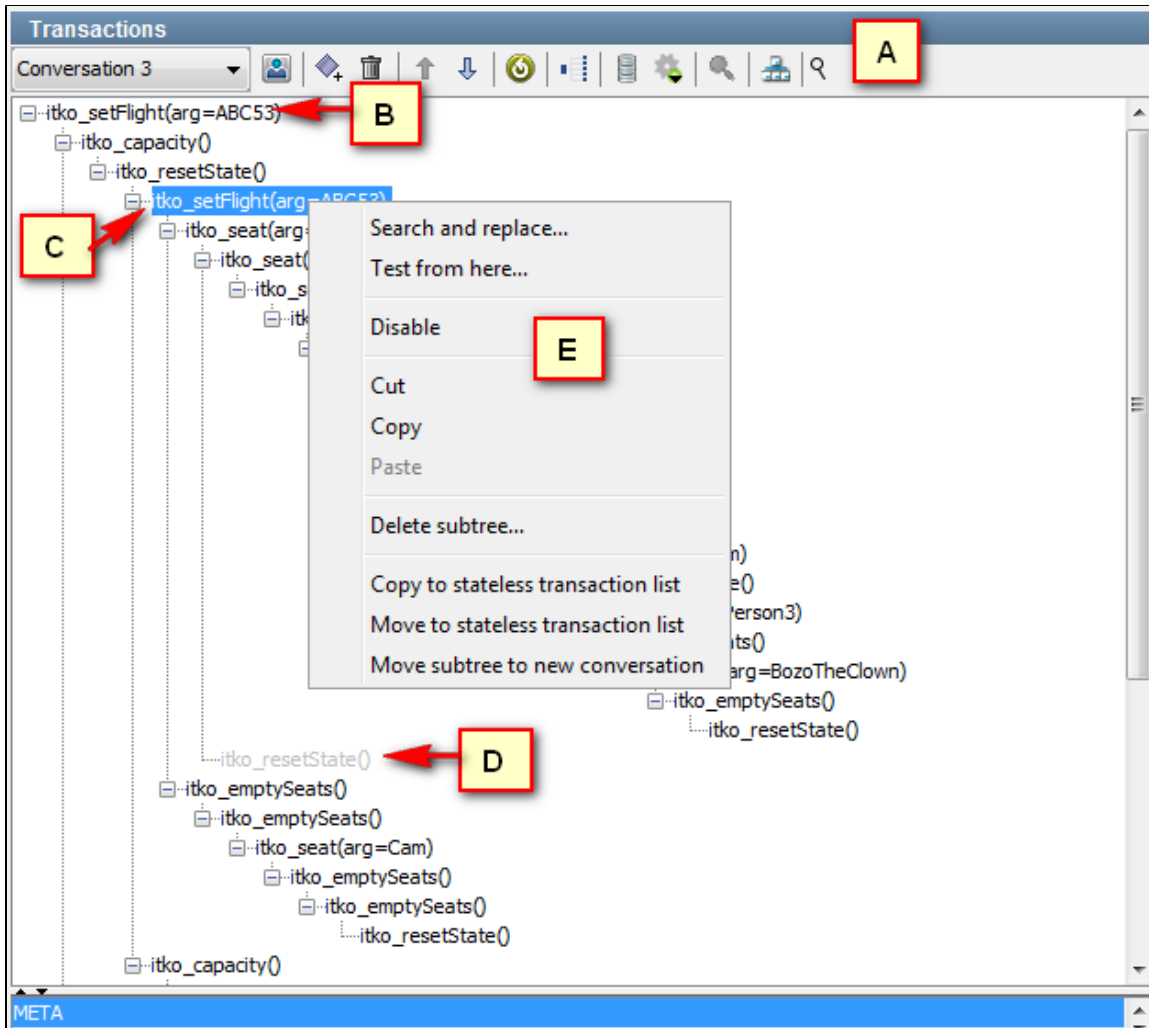 Transactions
Conversation 3
A
itko_setFlight(arg=ABC53)
B
itko_capacity()
itko_resetState()
itko_setFlight(arg=ABC53)
C
itko_seat(arg=
itko_seat(
itko_s
itk
Search and replace...
Test from here...
Disable
E
Cut
Copy
Paste
Delete subtree...
Copy to stateless transaction list
Move to stateless transaction list
Move subtree to new conversation
n)
e()
Person3)
ats()
arg=BozoTheClown)
itko_emptySeats()
itko_resetState()
itko_resetState()
D
itko_emptySeats()
itko_emptySeats()
itko_seat(arg=Cam)
itko_emptySeats()
itko_emptySeats()
itko_resetState()
itko_capacity()
META